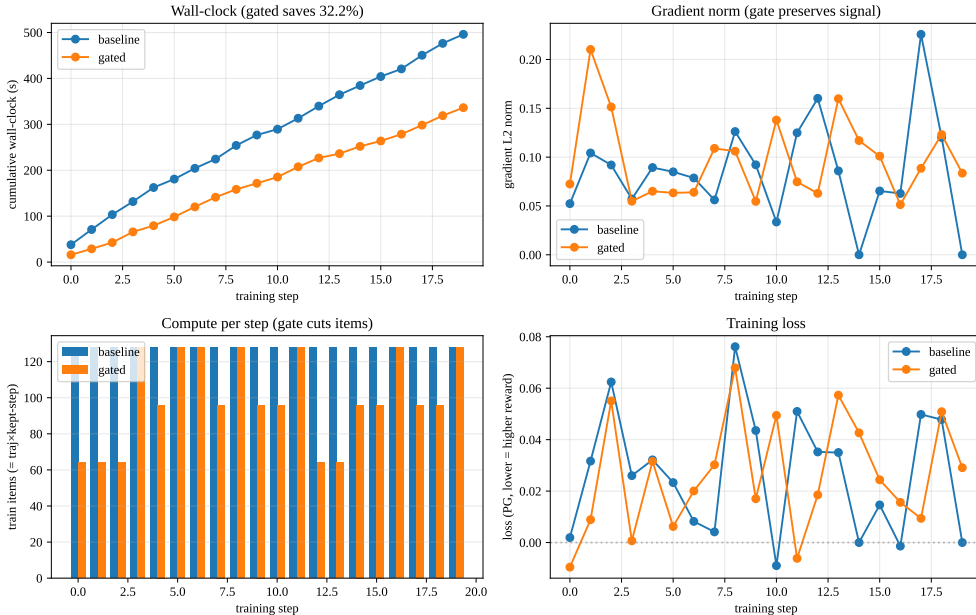 Wall-clock (gated saves 32.2%)
cumulative wall-clock (s)
500
400
300
200
100
0
baseline
gated
0.0 2.5 5.0 7.5 10.0 12.5 15.0 17.5
training step
Gradient norm (gate preserves signal)
gradient L2 norm
0.20
0.15
0.10
0.05
0.00
baseline
gated
0.0 2.5 5.0 7.5 10.0 12.5 15.0 17.5
training step
Compute per step (gate cuts items)
train items (= traj×kept-step)
120
100
80
60
40
20
0
baseline
gated
0.0 2.5 5.0 7.5 10.0 12.5 15.0 17.5 20.0
training step
Training loss
loss (PG, lower = higher reward)
0.08
0.06
0.04
0.02
0.00
baseline
gated
0.0 2.5 5.0 7.5 10.0 12.5 15.0 17.5
training step